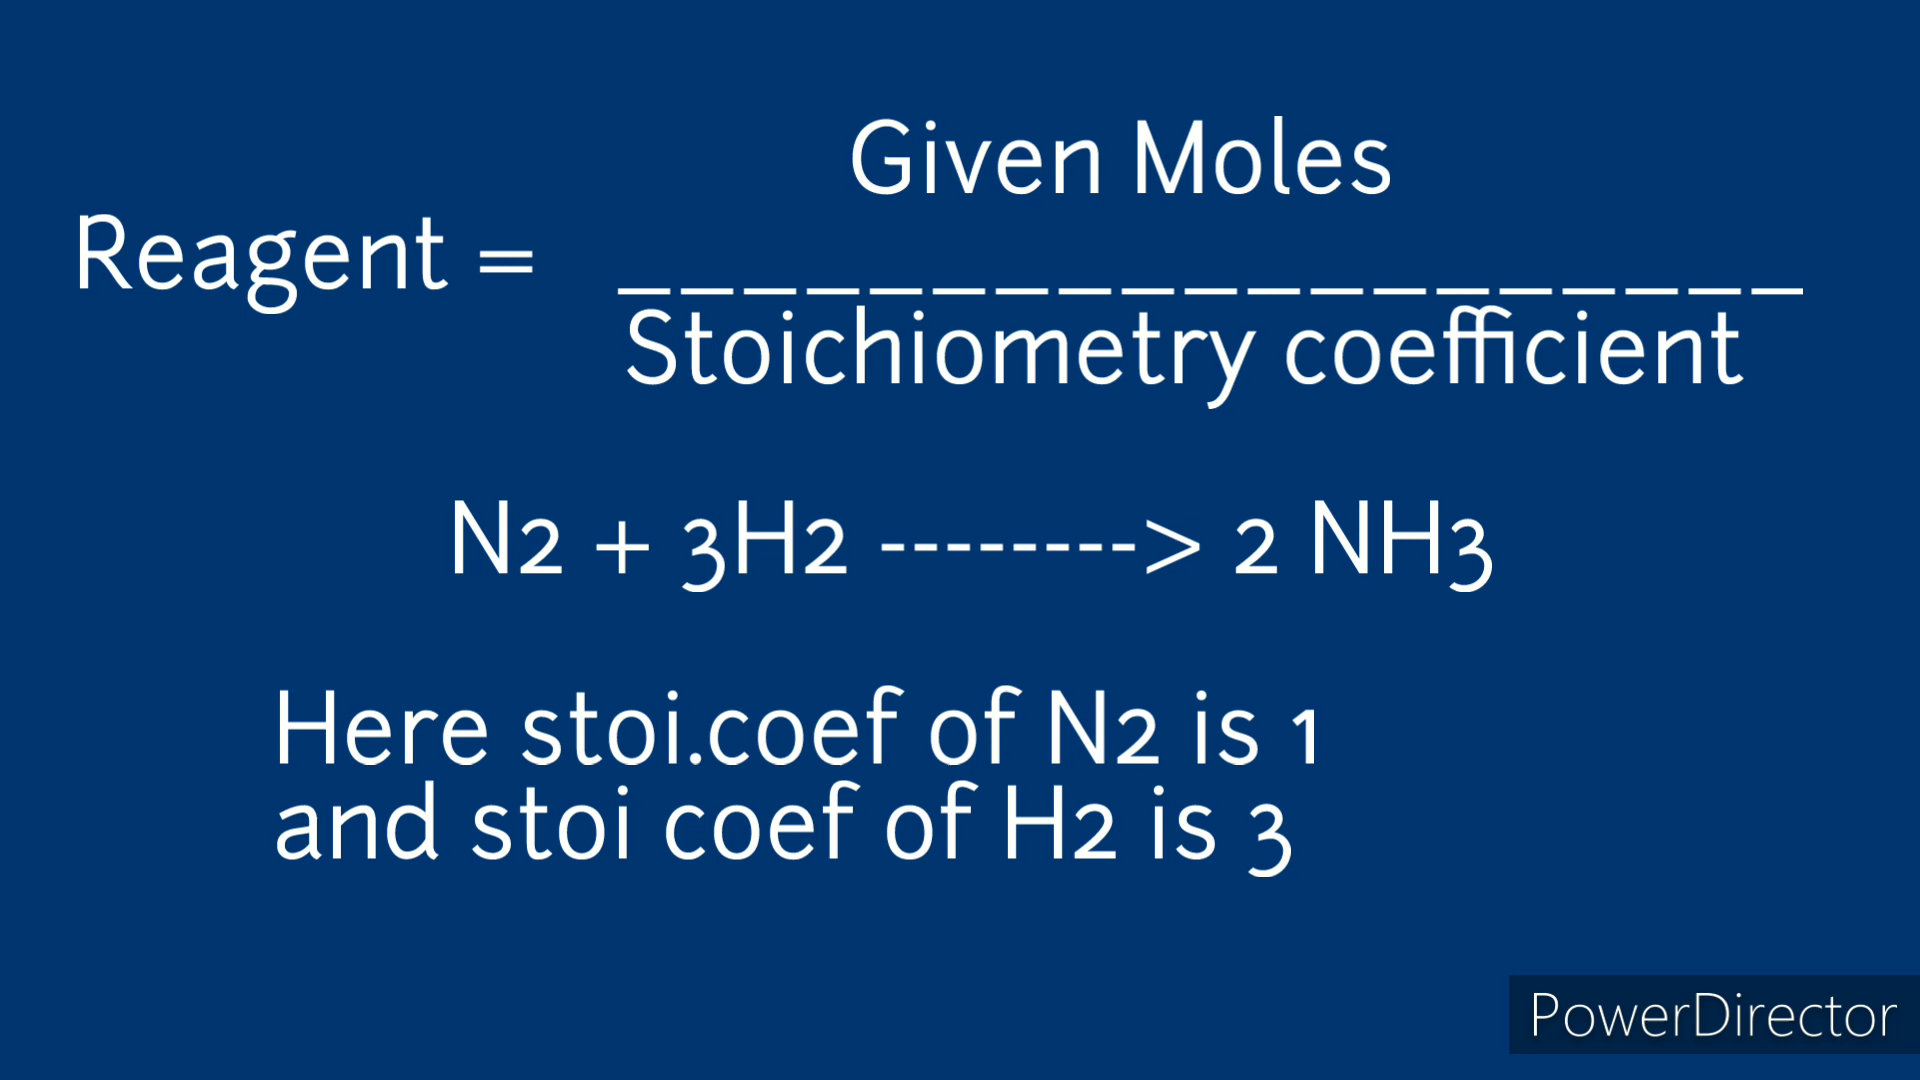 Given Moles
Reagent = ___________________
Stoichiometry coefficient
N2 + 3H2 --------> 2 NH3
Here stoi.coef of N2 is 1
and stoi coef of H2 is 3
PowerDirector